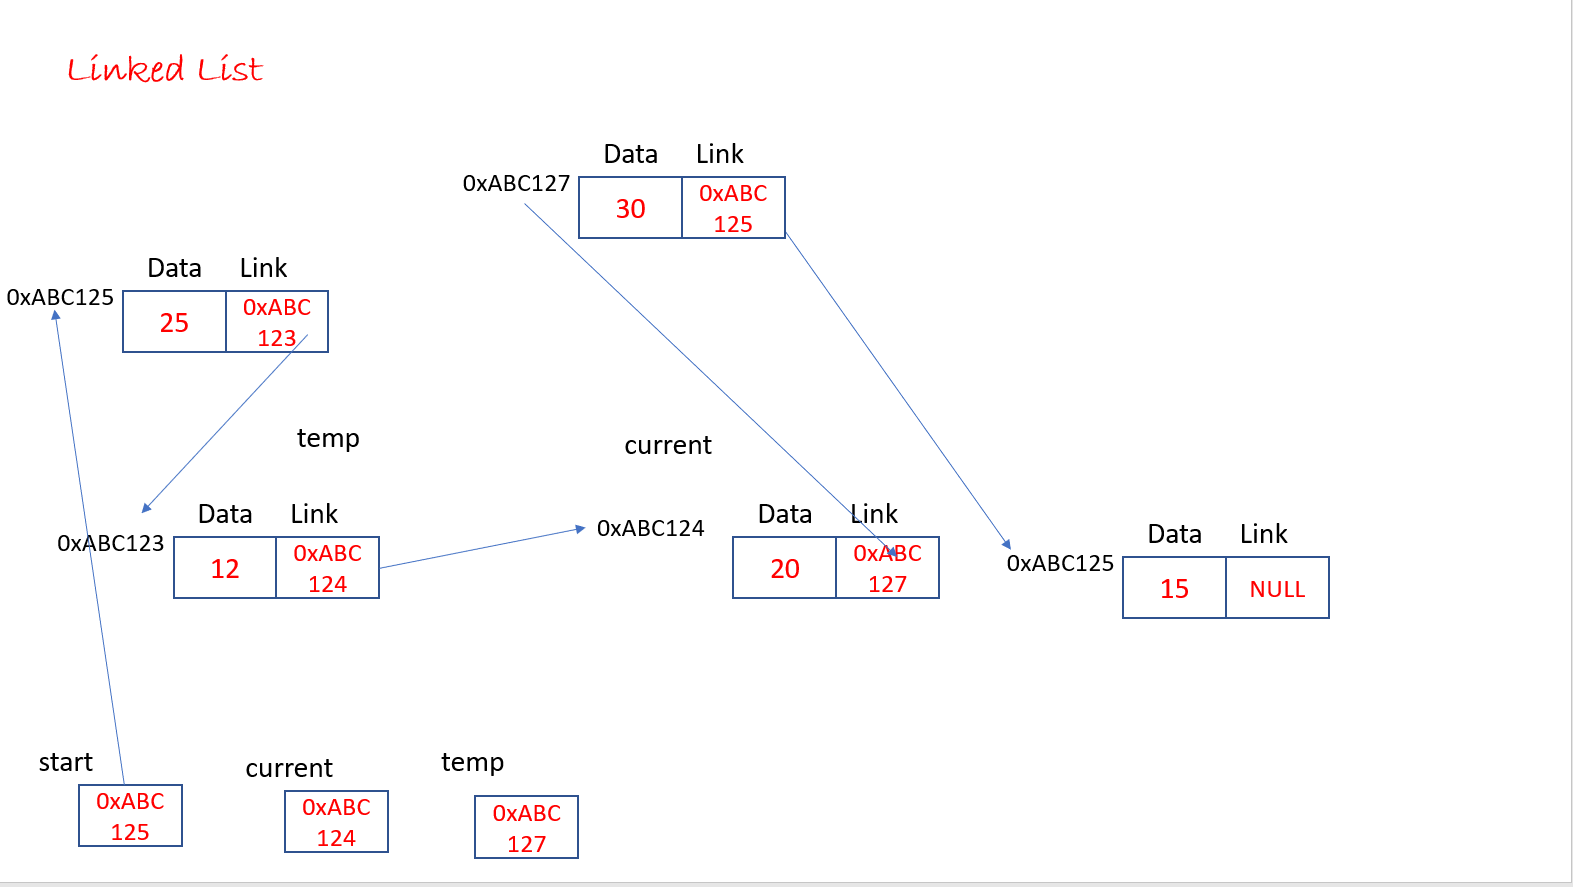 Linked List
Data Link
0xABC127
30
0xABC
125
Data Link
0xABC125
25
0xABC
123
temp
current
Data Link
0xABC123
12
0xABC
124
0xABC124
Data Link
20
0xABC
127
Data Link
0xABC125
15
NULL
start
0xABC
125
current
0xABC
124
temp
0xABC
127